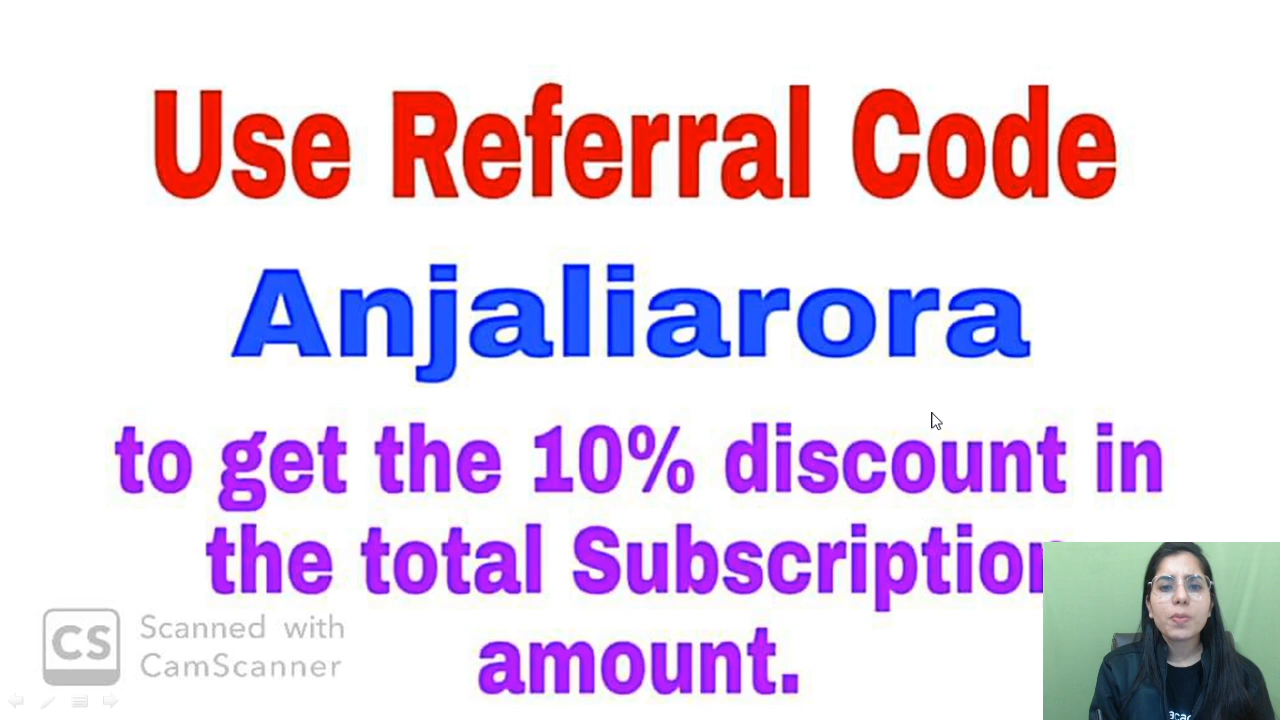 Use Referral Code
Anjaliarora
to get the 10% discount in
the total Subscription
amount.
CS
Scanned with
CamScanner